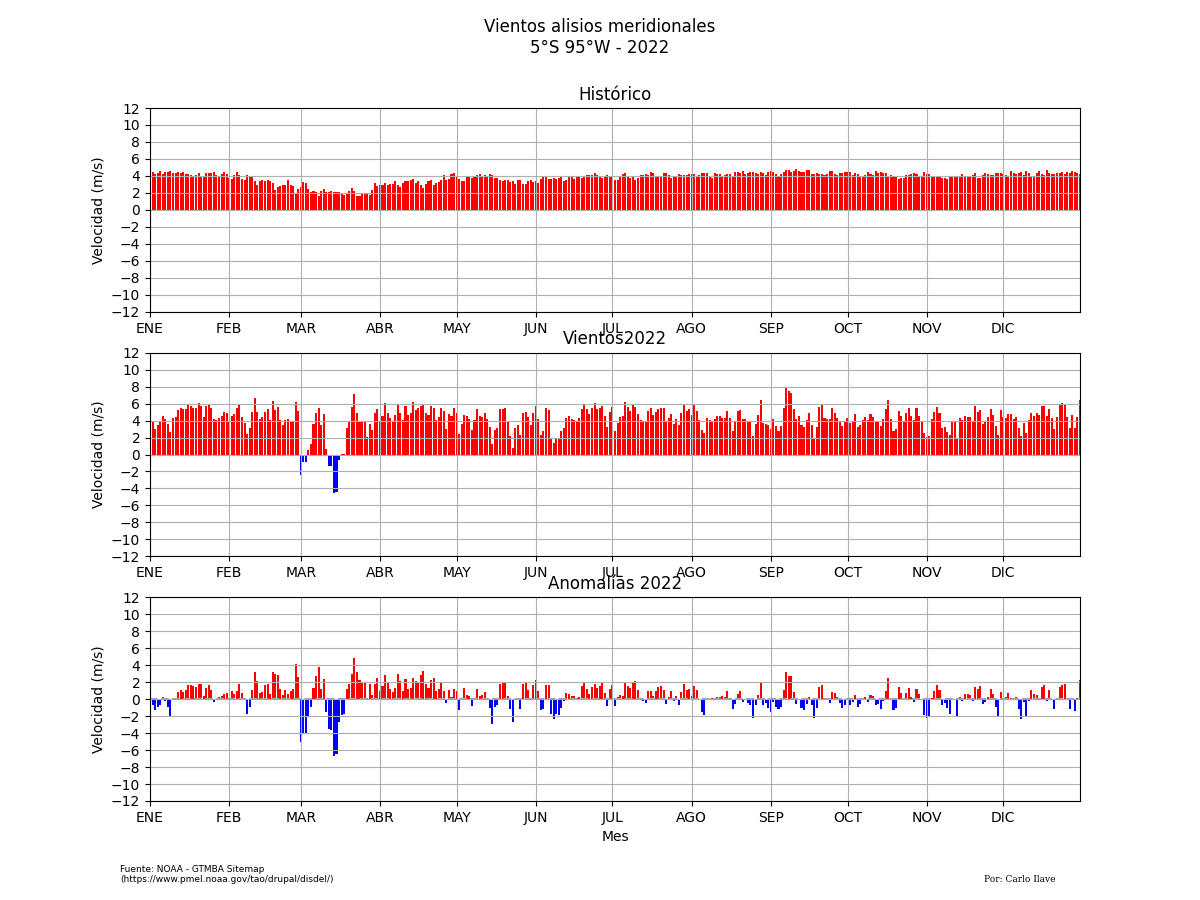 Vientos alisios meridionales
5°S 95°W - 2022
Histórico
12
10
8
6
4
2
0
−2
−4
−6
−8
−10
−12
Velocidad (m/s)
ENE FEB MAR ABR MAY JUN JUL AGO SEP OCT NOV DIC
Vientos2022
12
10
8
6
4
2
0
−2
−4
−6
−8
−10
−12
Velocidad (m/s)
ENE FEB MAR ABR MAY JUN JUL AGO SEP OCT NOV DIC
Anomalías 2022
12
10
8
6
4
2
0
−2
−4
−6
−8
−10
−12
Velocidad (m/s)
ENE FEB MAR ABR MAY JUN JUL AGO SEP OCT NOV DIC
Mes
Fuente: NOAA - GTMBA Sitemap
(https://www.pmel.noaa.gov/tao/drupal/disdel/)
Por: Carlo Ilave